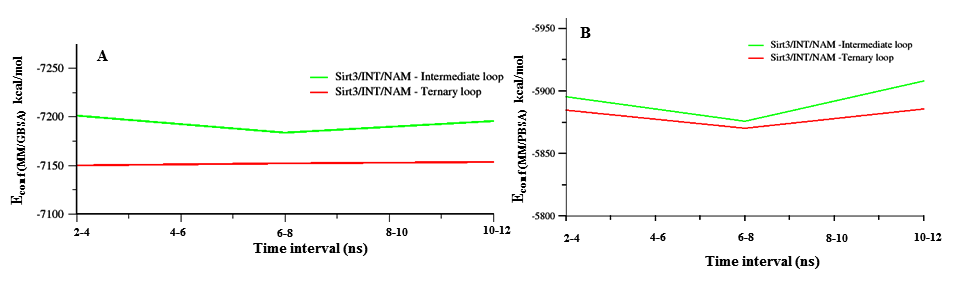 A
Sirt3/INT/NAM - Intermediate loop
Sirt3/INT/NAM - Ternary loop
E conf (MM/GBSA) kcal/mol
-7250
-7200
-7150
-7100
2-4
4-6
6-8
8-10
10-12
Time interval (ns)
B
Sirt3/INT/NAM -Intermediate loop
Sirt3/INT/NAM -Ternary loop
E conf (MM/PBSA) kcal/mol
-5950
-5900
-5850
-5800
2-4
4-6
6-8
8-10
10-12
Time interval (ns)